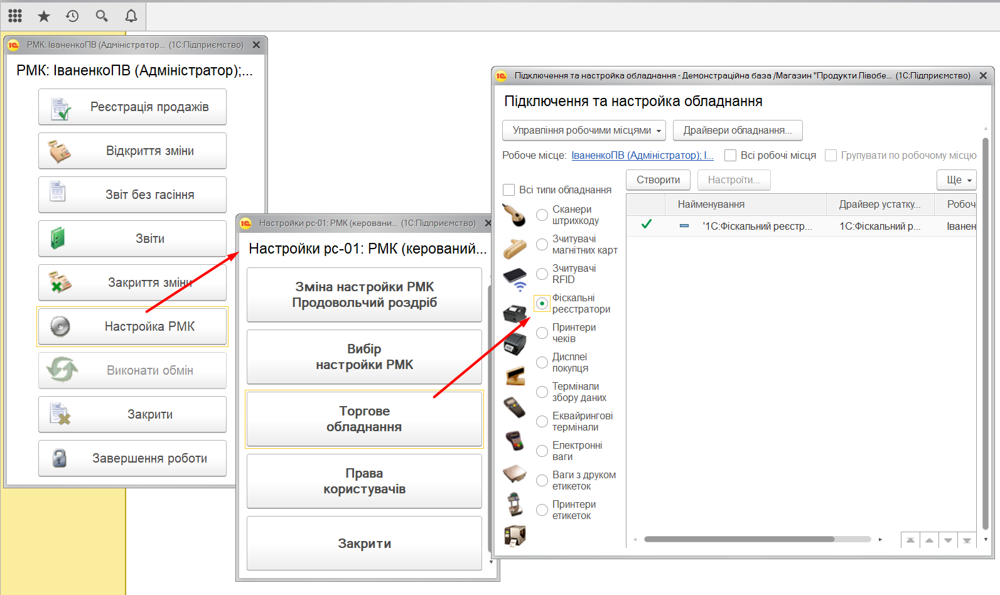 РМК: ІваненкоПВ (Адміністратор... (1С:Підприємство)
РМК: ІваненкоПВ (Адміністратор);...
Реєстрація продажів
Відкриття зміни
Звіт без гасіння
Звіти
Закриття зміни
Настройка РМК
Виконати обмін
Закрити
Завершення роботи
Настройки рс-01: РМК (керовани... (1С:Підприємство)
Настройки рс-01: РМК (керований...
Зміна настройки РМК
Продовольчий роздріб
Вибір
настройки РМК
Торгове
обладнання
Права
користувачів
Закрити
Підключення та настройка обладнання - Демонстраційна база /Магазин "Продукти Лівобе... (1С:Підприємство)
Підключення та настройка обладнання
Управління робочими місцями
Драйвери обладнання...
Робоче місце: ІваненкоПВ (Адміністратор); І... Всі робочі місця Групувати по робочому місцю
Всі типи обладнання
Сканери
штрихкоду
Зчитувачі
магнітних карт
Зчитувачі
RFID
Фіскальні
реєстратори
Принтери
чеків
Дисплеї
покупця
Термінали
збору даних
Еквайрингові
термінали
Електронні
ваги
Ваги з друком
етикеток
Принтери
етикеток
Створити Настроїти... Ще
Найменування Драйвер устатку... Робоч
'1С:Фіскальний реєстр... 1С:Фіскальний р... Іванен